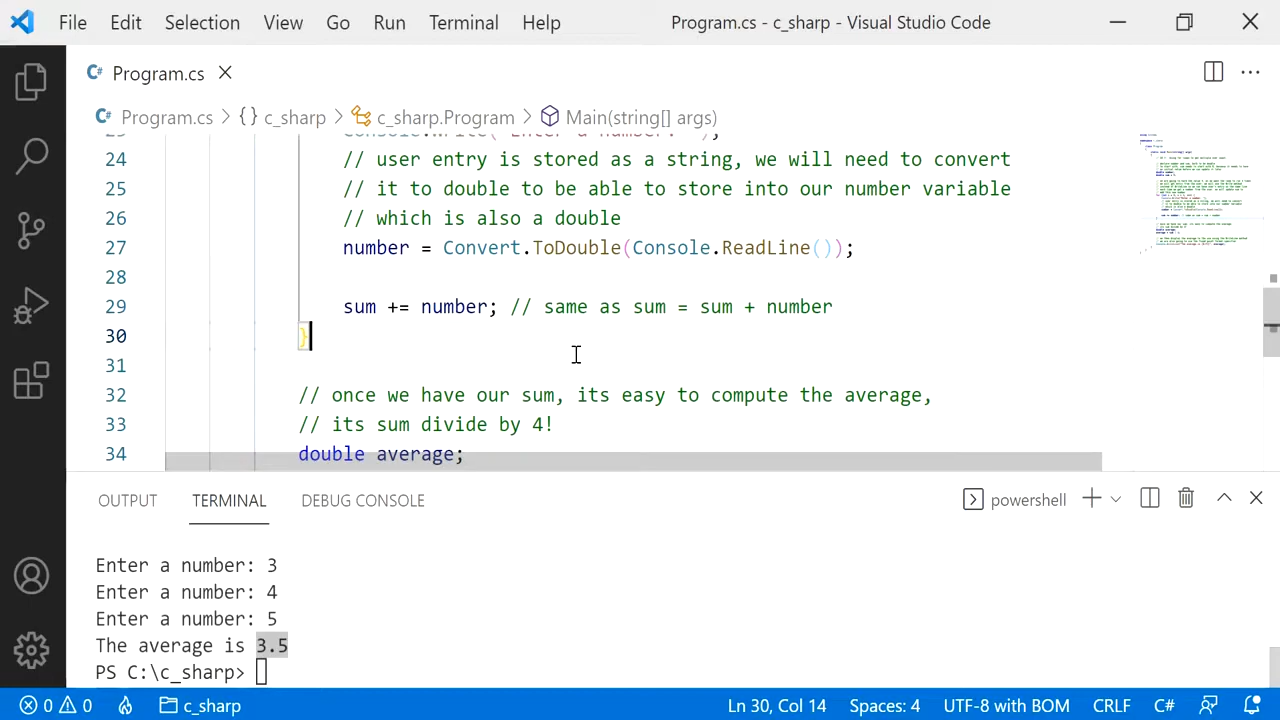 File Edit Selection View Go Run Terminal Help Program.cs - c_sharp - Visual Studio Code
C# Program.cs
C# Program.cs > {} c_sharp > c_sharp.Program > Main(string[] args)
Console.Write("Enter a number: ");
24 // user entry is stored as a string, we will need to convert
25 // it to double to be able to store into our number variable
26 // which is also a double
27 number = Convert.ToDouble(Console.ReadLine());
28
29 sum += number; // same as sum = sum + number
30 }
31
32 // once we have our sum, its easy to compute the average,
33 // its sum divide by 4!
34 double average;
OUTPUT TERMINAL DEBUG CONSOLE powershell
Enter a number: 3
Enter a number: 4
Enter a number: 5
The average is 3.5
PS C:\c_sharp>
0 0 c_sharp Ln 30, Col 14 Spaces: 4 UTF-8 with BOM CRLF C#